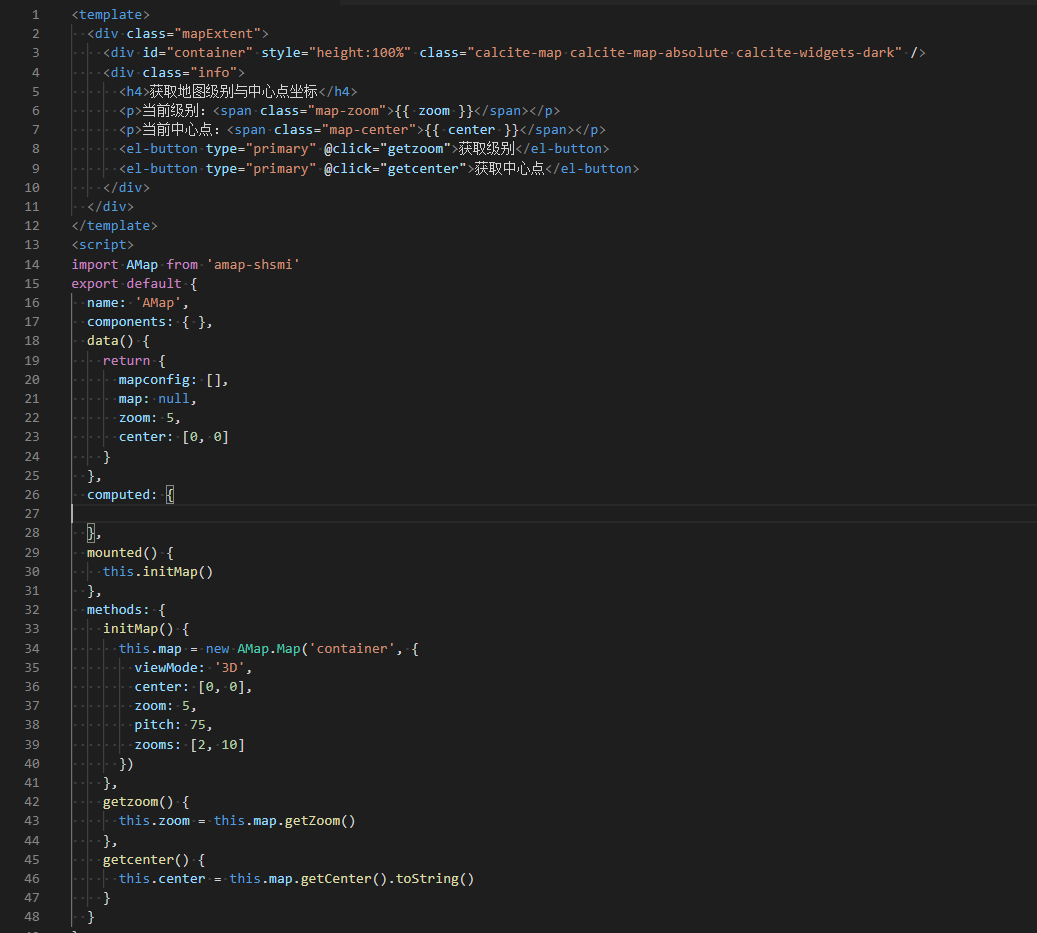 1 <template>
2   <div class="mapExtent">
3     <div id="container" style="height:100%" class="calcite-map calcite-map-absolute calcite-widgets-dark" />
4     <div class="info">
5       <h4>获取地图级别与中心点坐标</h4>
6       <p>当前级别：<span class="map-zoom">{{ zoom }}</span></p>
7       <p>当前中心点：<span class="map-center">{{ center }}</span></p>
8       <el-button type="primary" @click="getzoom">获取级别</el-button>
9       <el-button type="primary" @click="getcenter">获取中心点</el-button>
10     </div>
11   </div>
12 </template>
13 <script>
14 import AMap from 'amap-shsmi'
15 export default {
16   name: 'AMap',
17   components: { },
18   data() {
19     return {
20       mapconfig: [],
21       map: null,
22       zoom: 5,
23       center: [0, 0]
24     }
25   },
26   computed: {
27
28   },
29   mounted() {
30     this.initMap()
31   },
32   methods: {
33     initMap() {
34       this.map = new AMap.Map('container', {
35         viewMode: '3D',
36         center: [0, 0],
37         zoom: 5,
38         pitch: 75,
39         zooms: [2, 10]
40       })
41     },
42     getzoom() {
43       this.zoom = this.map.getZoom()
44     },
45     getcenter() {
46       this.center = this.map.getCenter().toString()
47     }
48   }